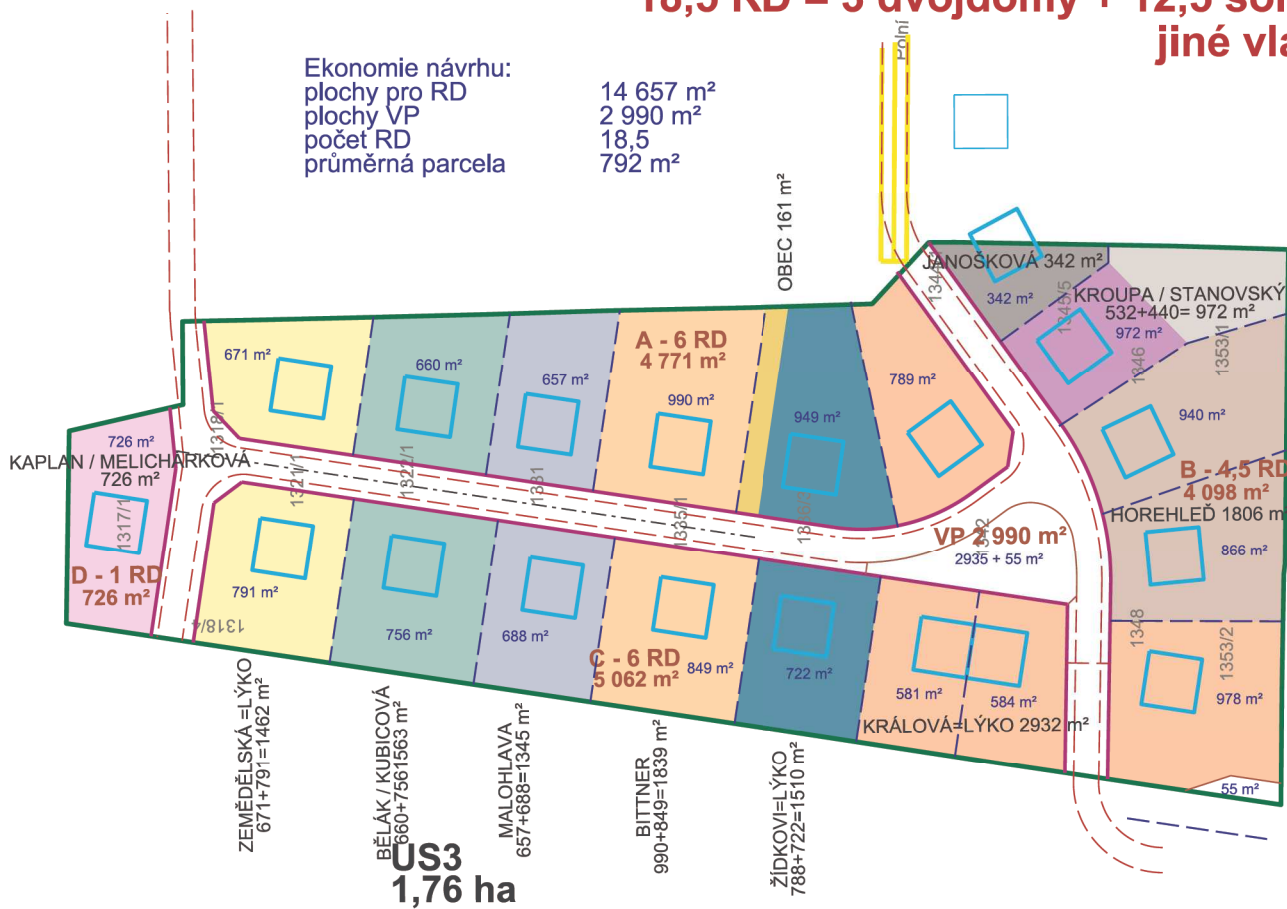 18,5 RD = 3 dvojdomy + 12,5
jiné
Polní
Ekonomie návrhu:
plochy pro RD 14 657 m²
plochy VP 2 990 m²
počet RD 18,5
průměrná parcela 792 m²
OBEC 161 m²
JANOŠKOVÁ 342 m²
342 m²
1345/5
KROUPA / STANOVSKÝ
532+440= 972 m²
972 m²
1346
1353/1
671 m²
660 m²
657 m²
A - 6 RD
4 771 m²
990 m²
949 m²
789 m²
940 m²
B - 4,5 RD
4 098 m²
HOREHLEĎ 1806 m
866 m²
726 m²
KAPLAN / MELICHARKOVÁ
726 m²
1317/1
1318/1
1321/1
1322/1
1331
1335/1
1342
VP 2 990 m²
2935 + 55 m²
D - 1 RD
726 m²
791 m²
1318/4
756 m²
688 m²
C - 6 RD
5 062 m²
849 m²
722 m²
581 m²
584 m²
KRÁLOVÁ=LÝKO 2932 m²
1348
1353/2
978 m²
55 m²
ZEMĚDĚLSKÁ =LÝKO
671+791=1462 m²
BĚLÁK / KUBICOVÁ
660+7561563 m²
MALOHLAVA
657+688=1345 m²
BITTNER
990+849=1839 m²
ŽÍDKOVI=LÝKO
788+722=1510 m²
US3
1,76 ha